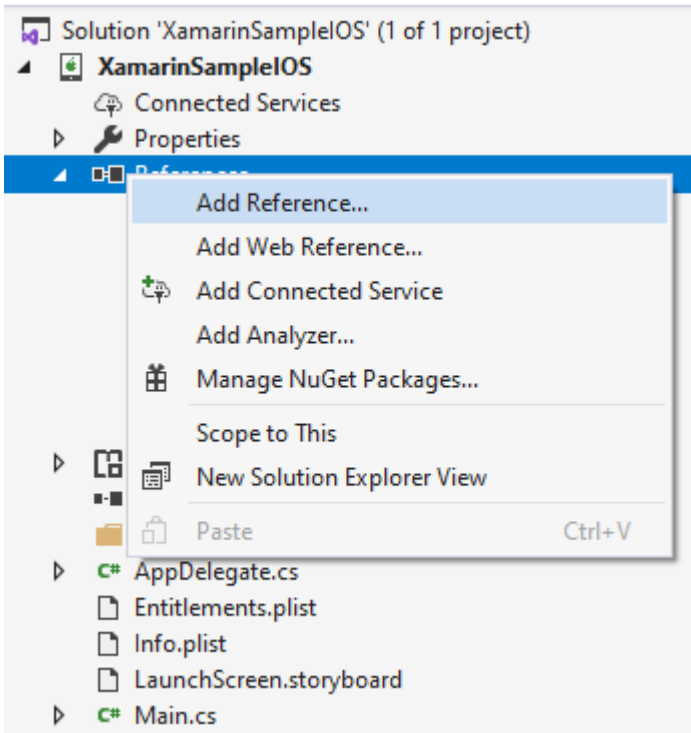 Solution 'XamarinSampleIOS' (1 of 1 project)
XamarinSampleIOS
Connected Services
Properties
References
Add Reference...
Add Web Reference...
Add Connected Service
Add Analyzer...
Manage NuGet Packages...
Scope to This
New Solution Explorer View
Paste Ctrl+V
C# AppDelegate.cs
Entitlements.plist
Info.plist
LaunchScreen.storyboard
C# Main.cs